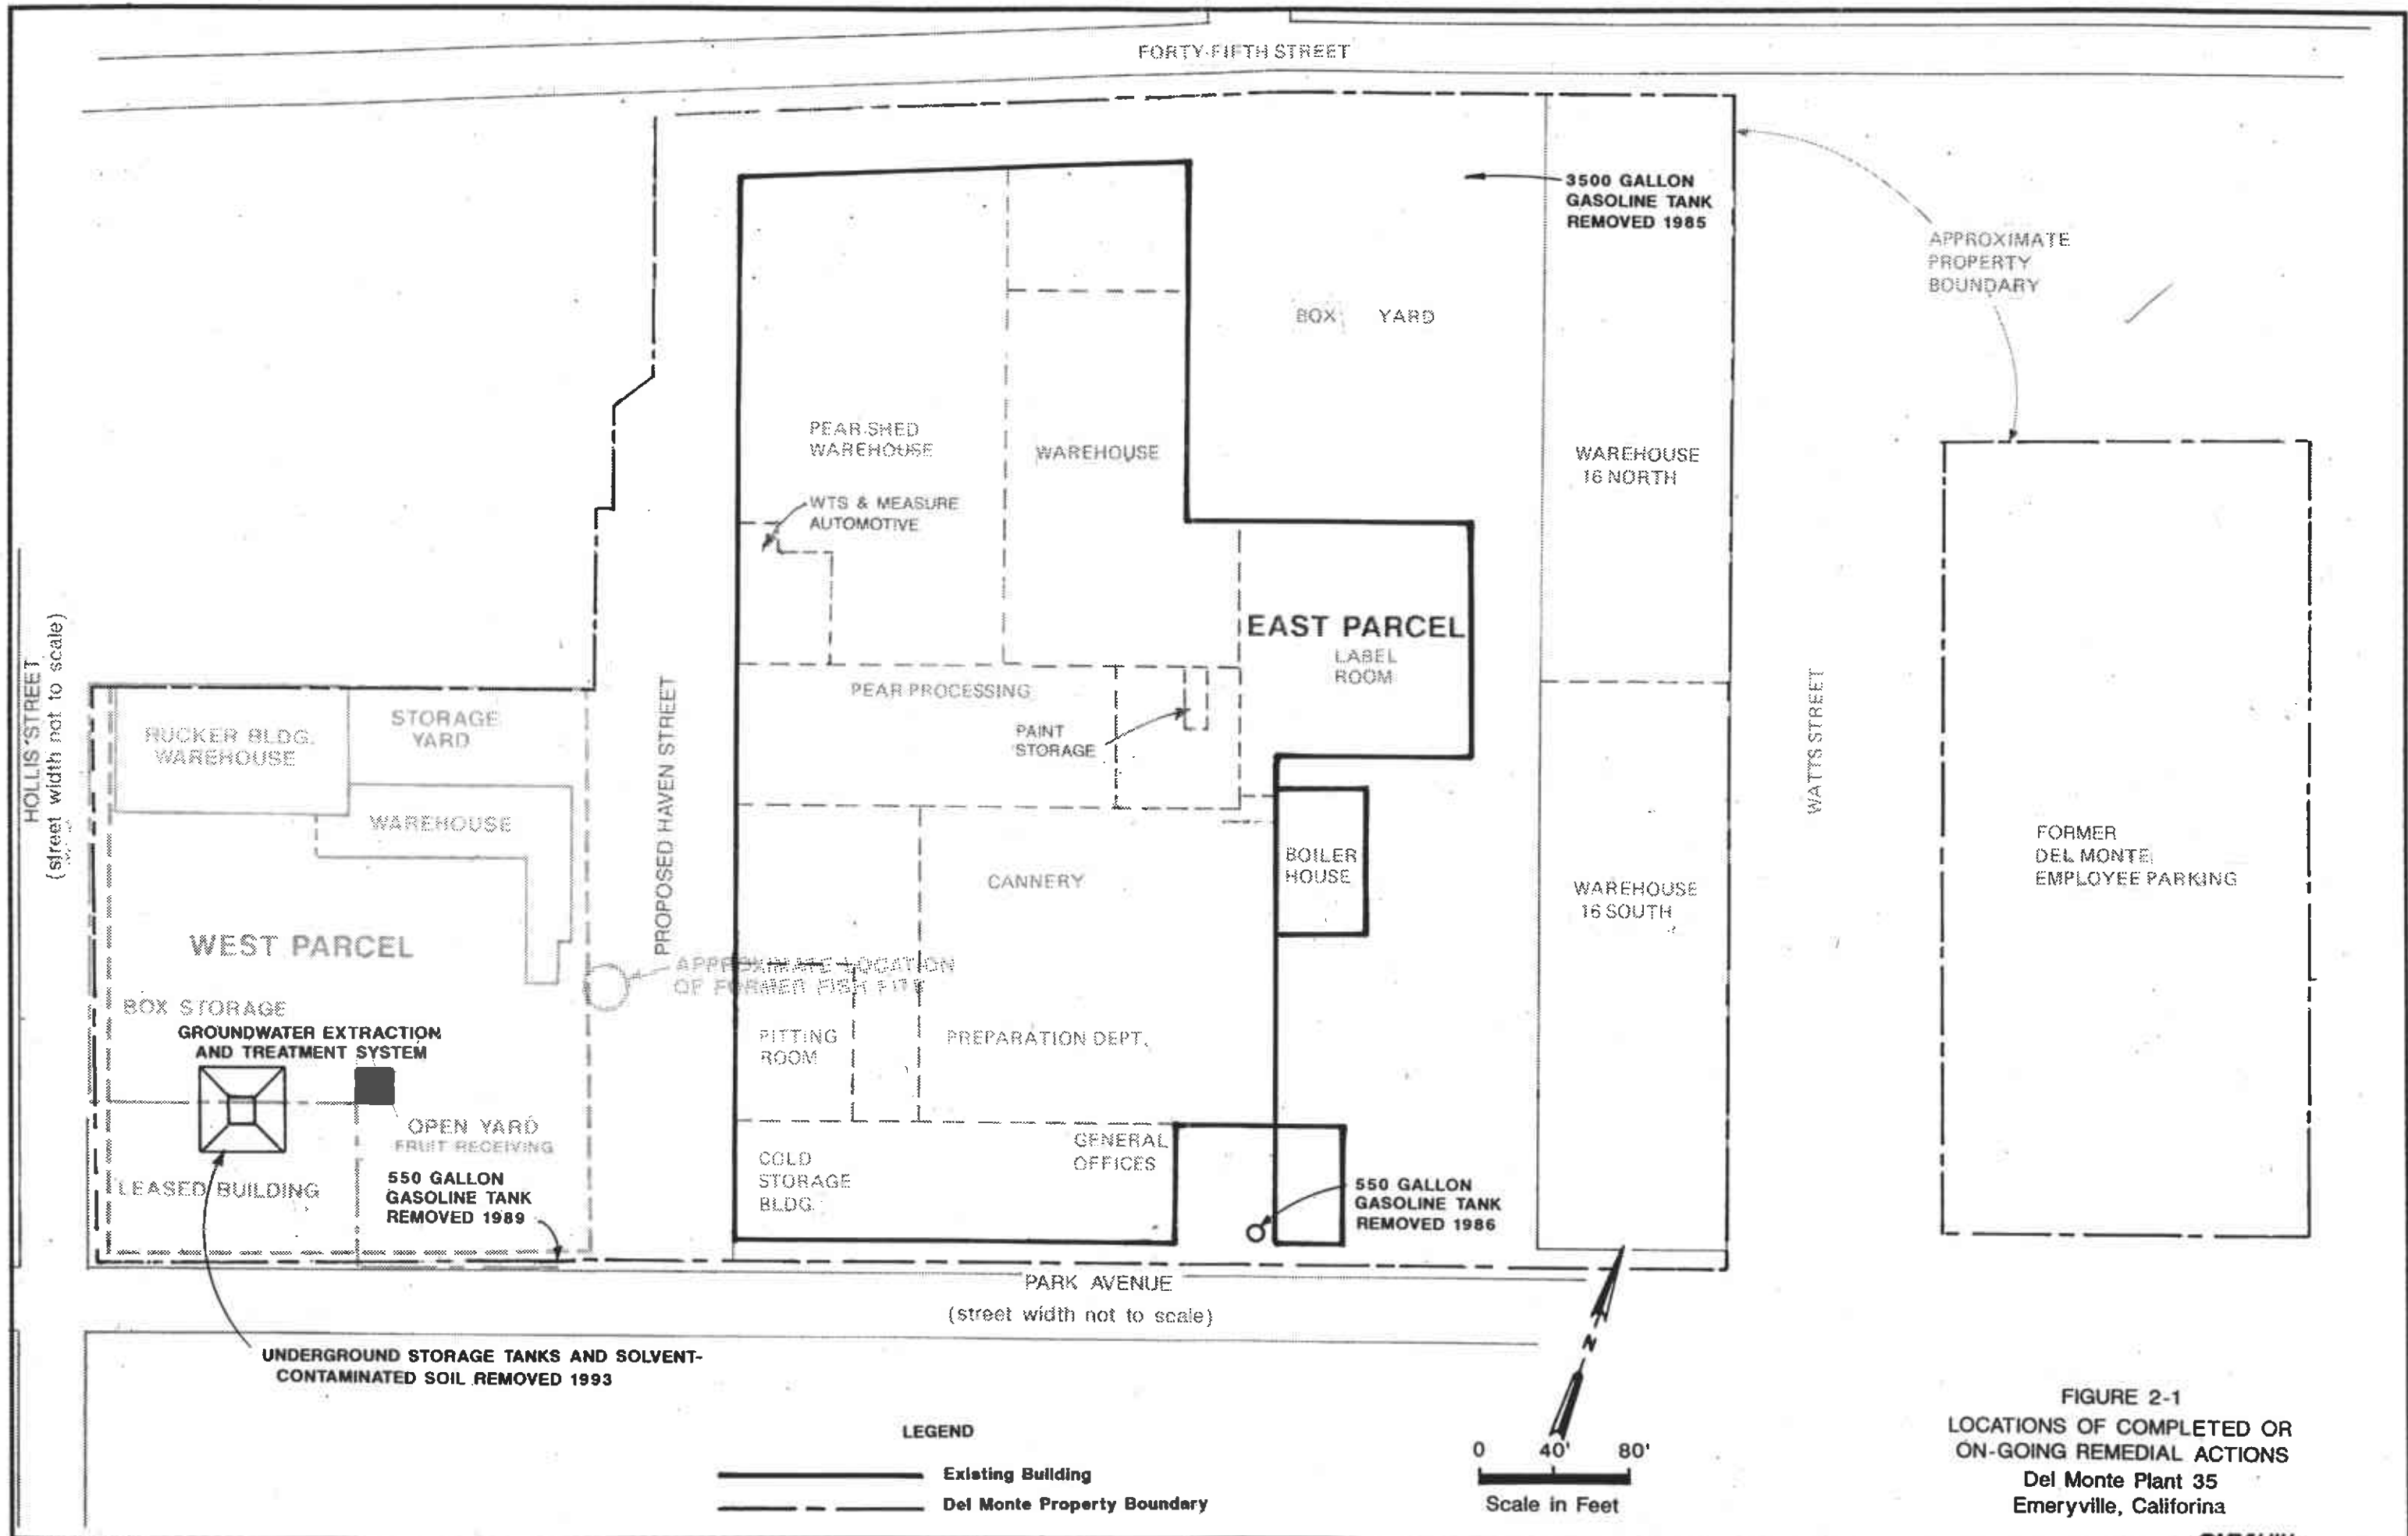 FORTY-FIFTH STREET
3500 GALLON
GASOLINE TANK
REMOVED 1985
APPROXIMATE
PROPERTY
BOUNDARY
BOX YARD
PEAR SHED
WAREHOUSE
WAREHOUSE
WAREHOUSE
16 NORTH
WTS & MEASURE
AUTOMOTIVE
EAST PARCEL
LABEL
ROOM
HOLLIS STREET
(street width not to scale)
PROPOSED HAVEN STREET
WATTS STREET
RUCKER BLDG.
WAREHOUSE
STORAGE
YARD
PEAR PROCESSING
PAINT
STORAGE
WAREHOUSE
BOILER
HOUSE
CANNERY
WAREHOUSE
16 SOUTH
FORMER
DEL MONTE
EMPLOYEE PARKING
WEST PARCEL
APPROXIMATE LOCATION
OF FORMER FISH
BOX STORAGE
GROUNDWATER EXTRACTION
AND TREATMENT SYSTEM
PITTING
ROOM
PREPARATION DEPT.
OPEN YARD
FRUIT RECEIVING
LEASED BUILDING
550 GALLON
GASOLINE TANK
REMOVED 1989
COLD
STORAGE
BLDG.
GENERAL
OFFICES
550 GALLON
GASOLINE TANK
REMOVED 1986
PARK AVENUE
(street width not to scale)
UNDERGROUND STORAGE TANKS AND SOLVENT-
CONTAMINATED SOIL REMOVED 1993
N
LEGEND
Existing Building
Del Monte Property Boundary
0 40' 80'
Scale in Feet
FIGURE 2-1
LOCATIONS OF COMPLETED OR
ON-GOING REMEDIAL ACTIONS
Del Monte Plant 35
Emeryville, Califorina